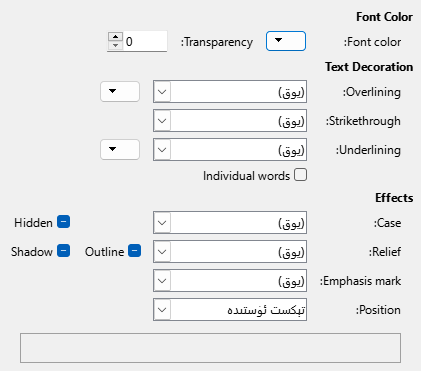 Font Color
Font color: Transparency: 0
Text Decoration
Overlining: (يوق)
Strikethrough: (يوق)
Underlining: (يوق)
Individual words
Effects
Case: (يوق) Hidden
Relief: (يوق) Outline Shadow
Emphasis mark: (يوق)
Position: تېكىست ئۈستىدە